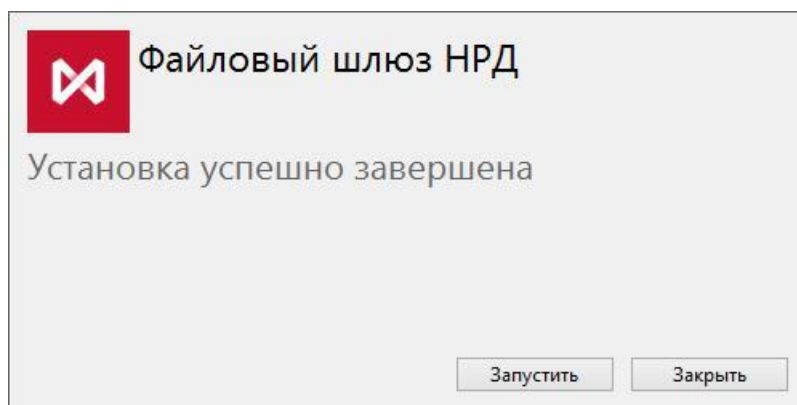 Файловый шлюз НРД
Установка успешно завершена
Запустить Закрыть